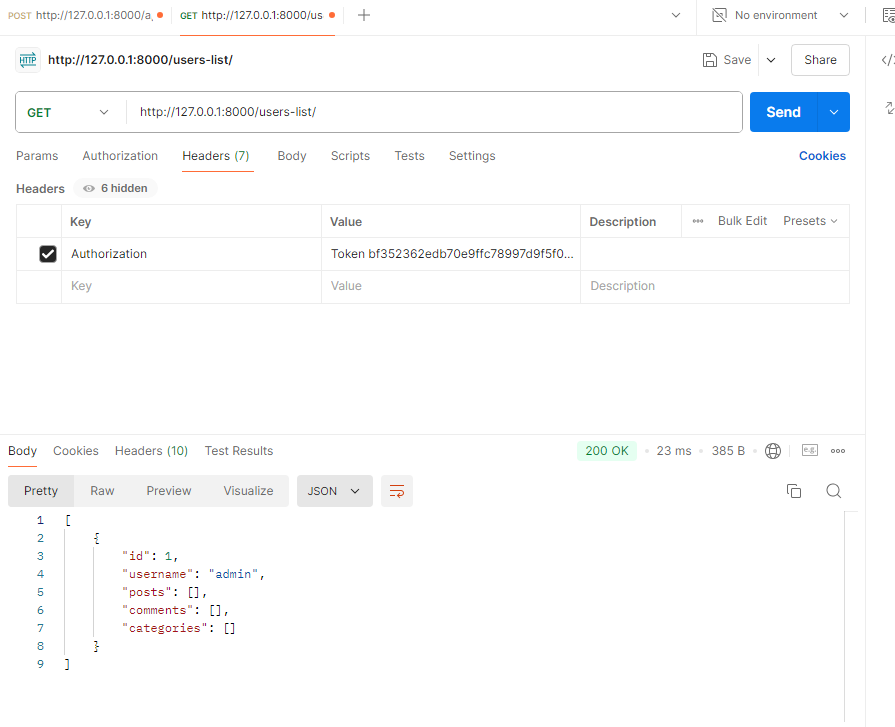 POST http://127.0.0.1:8000/a, GET http://127.0.0.1:8000/us No environment
HTTP http://127.0.0.1:8000/users-list/ Save Share
GET http://127.0.0.1:8000/users-list/ Send
Params Authorization Headers (7) Body Scripts Tests Settings Cookies
Headers 6 hidden
Key Value Description Bulk Edit Presets
Authorization Token bf352362edb70e9ffc78997d9f5f0...
Key Value Description
Body Cookies Headers (10) Test Results 200 OK 23 ms 385 B e.g.
Pretty Raw Preview Visualize JSON
1 [
2 {
3 "id": 1,
4 "username": "admin",
5 "posts": [],
6 "comments": [],
7 "categories": []
8 }
9 ]